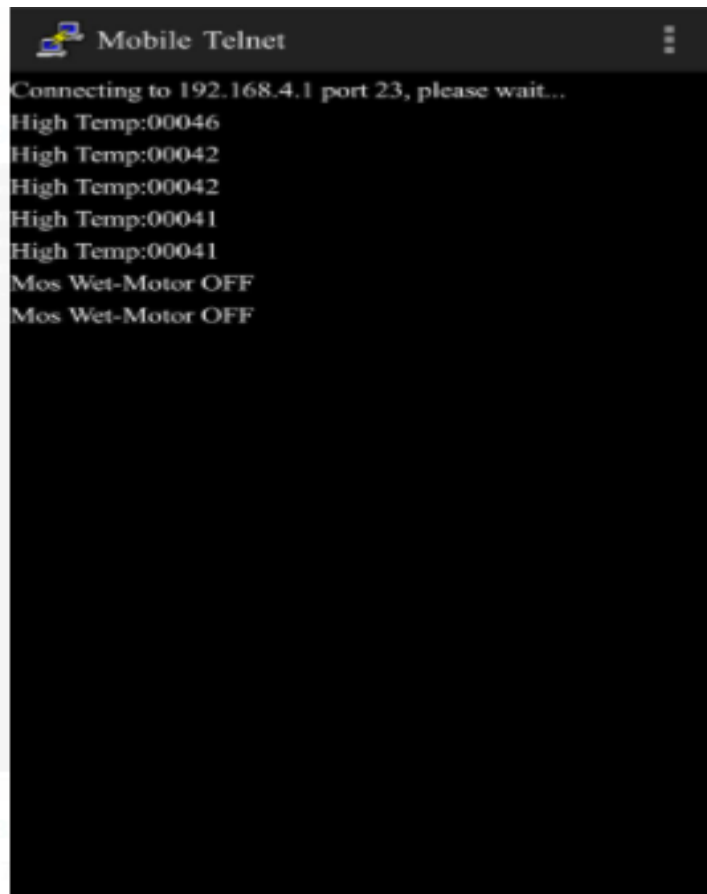 Mobile Telnet
Connecting to 192.168.4.1 port 23, please wait...
High Temp:00046
High Temp:00042
High Temp:00042
High Temp:00041
High Temp:00041
Mos Wet-Motor OFF
Mos Wet-Motor OFF